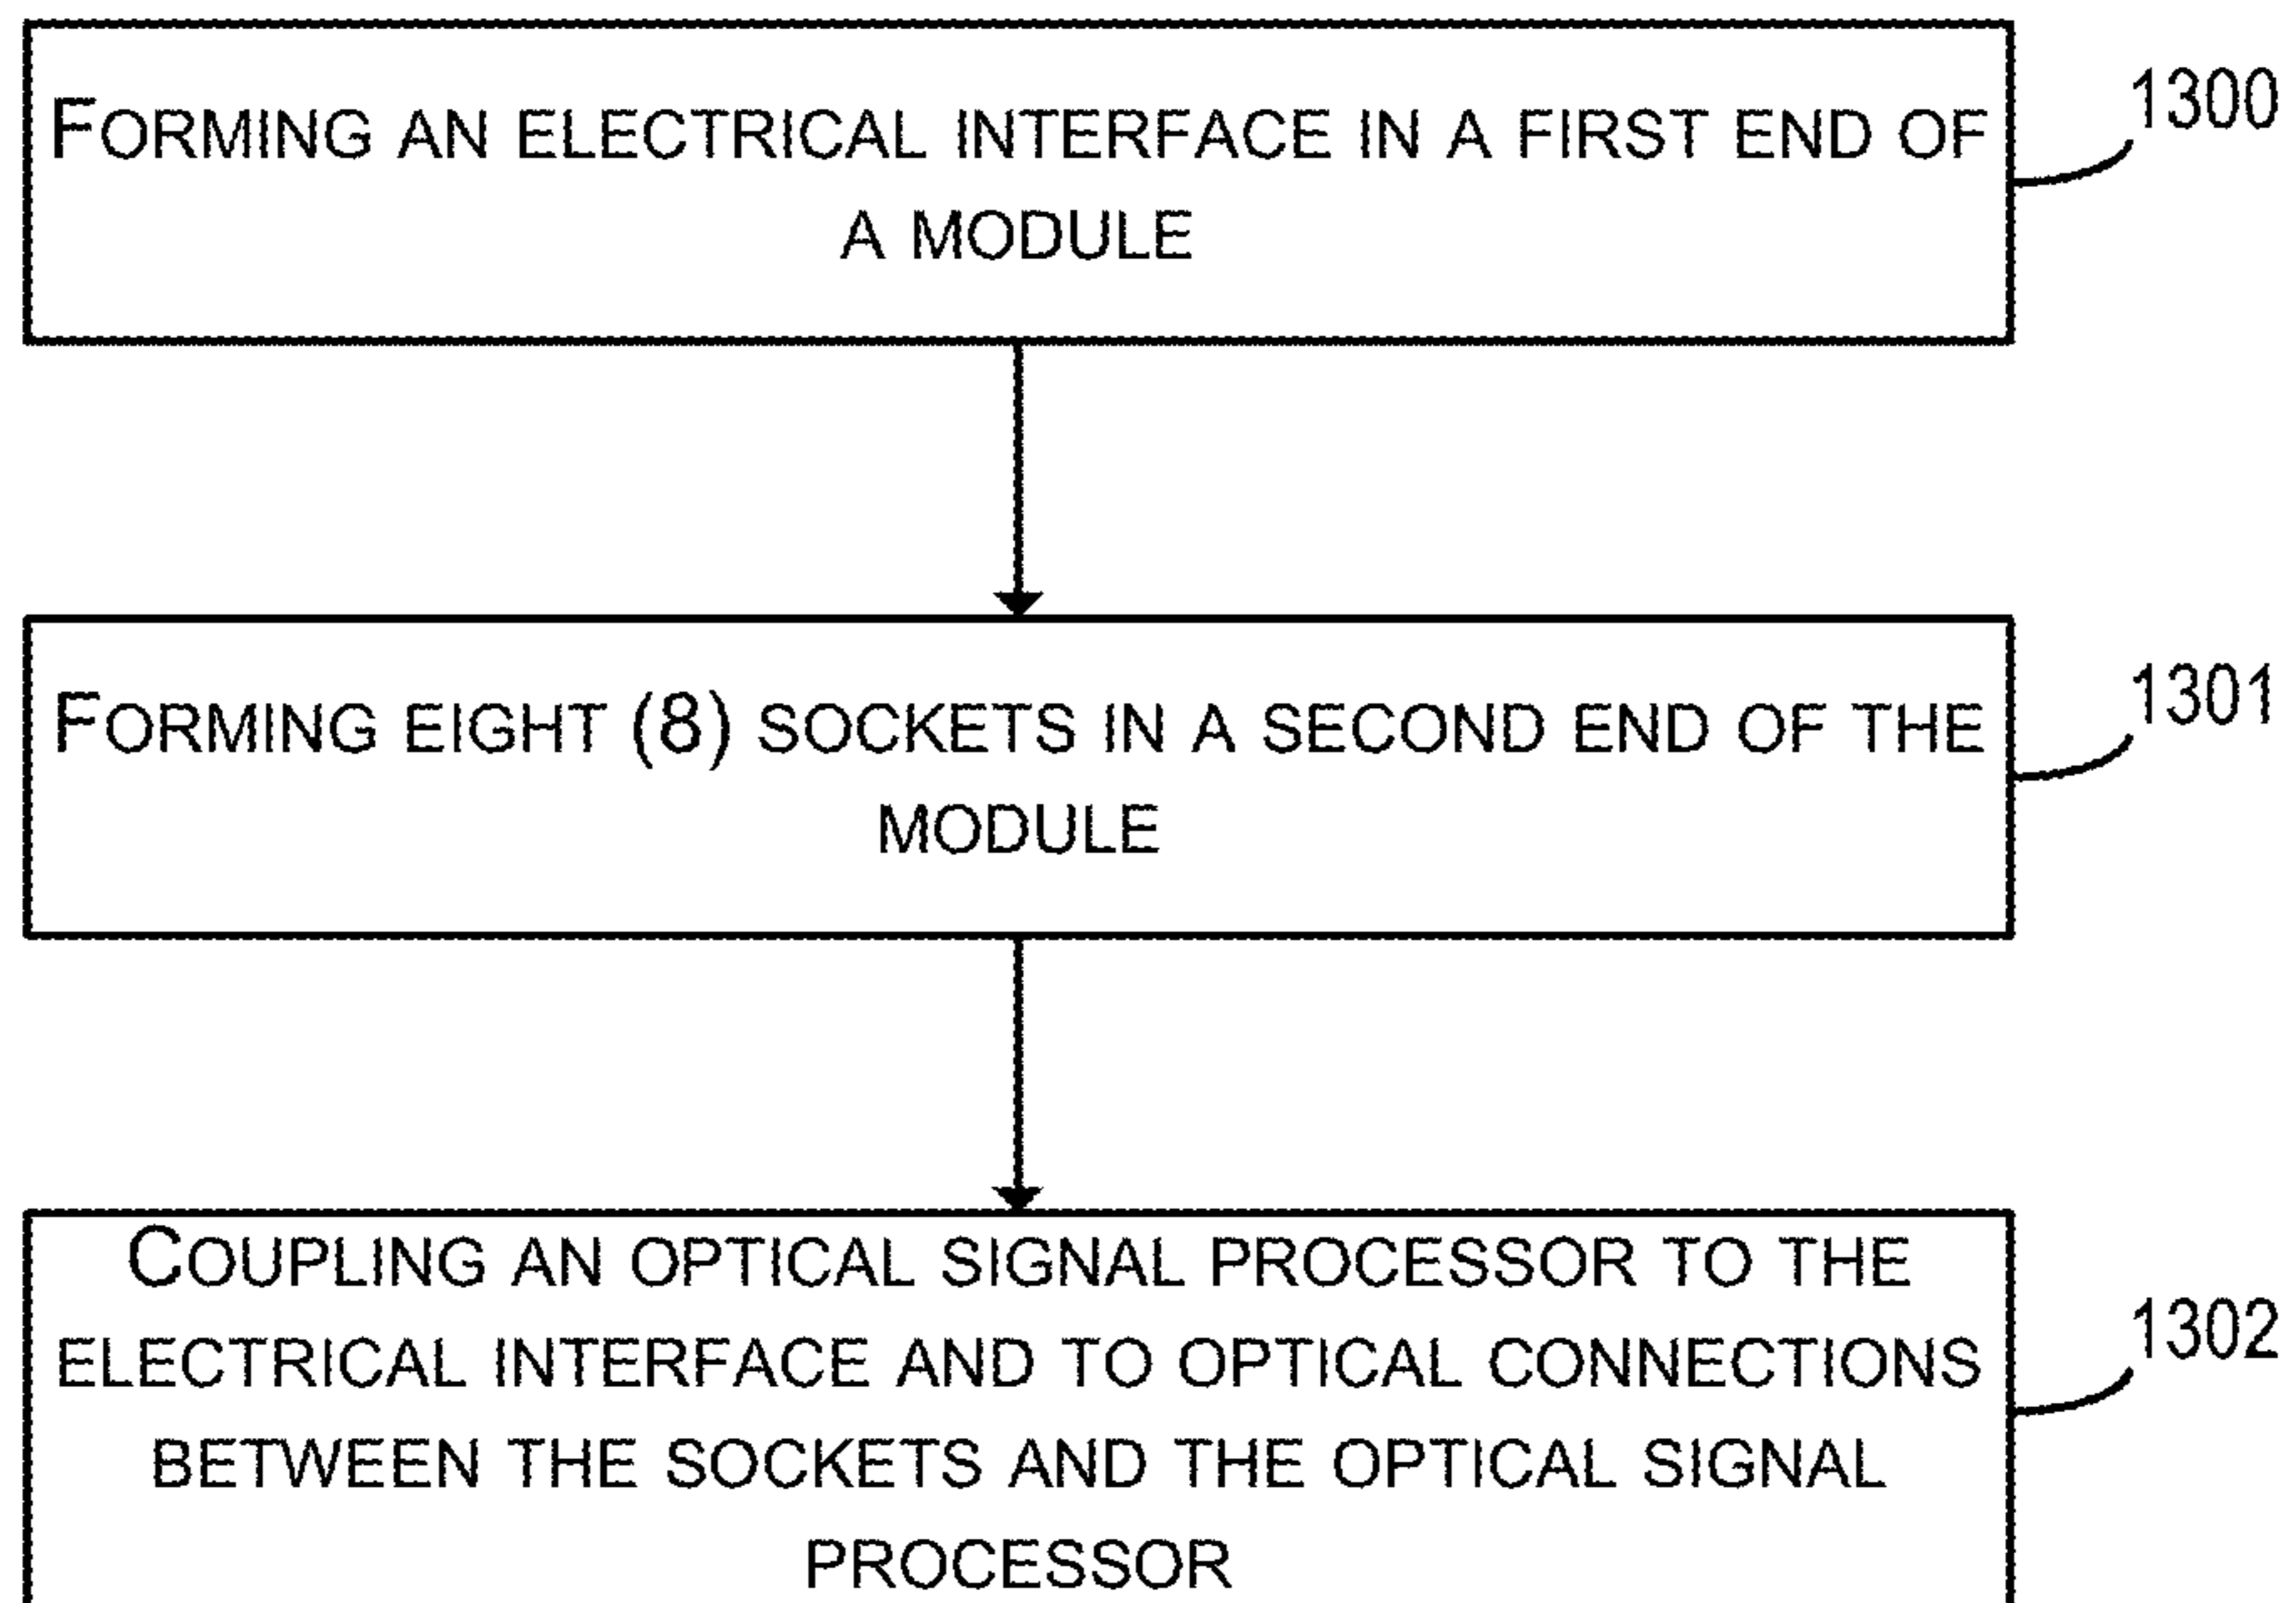 FORMING AN ELECTRICAL INTERFACE IN A FIRST END OF
A MODULE
1300
FORMING EIGHT (8) SOCKETS IN A SECOND END OF THE
MODULE
1301
COUPLING AN OPTICAL SIGNAL PROCESSOR TO THE
ELECTRICAL INTERFACE AND TO OPTICAL CONNECTIONS
BETWEEN THE SOCKETS AND THE OPTICAL SIGNAL
PROCESSOR
1302